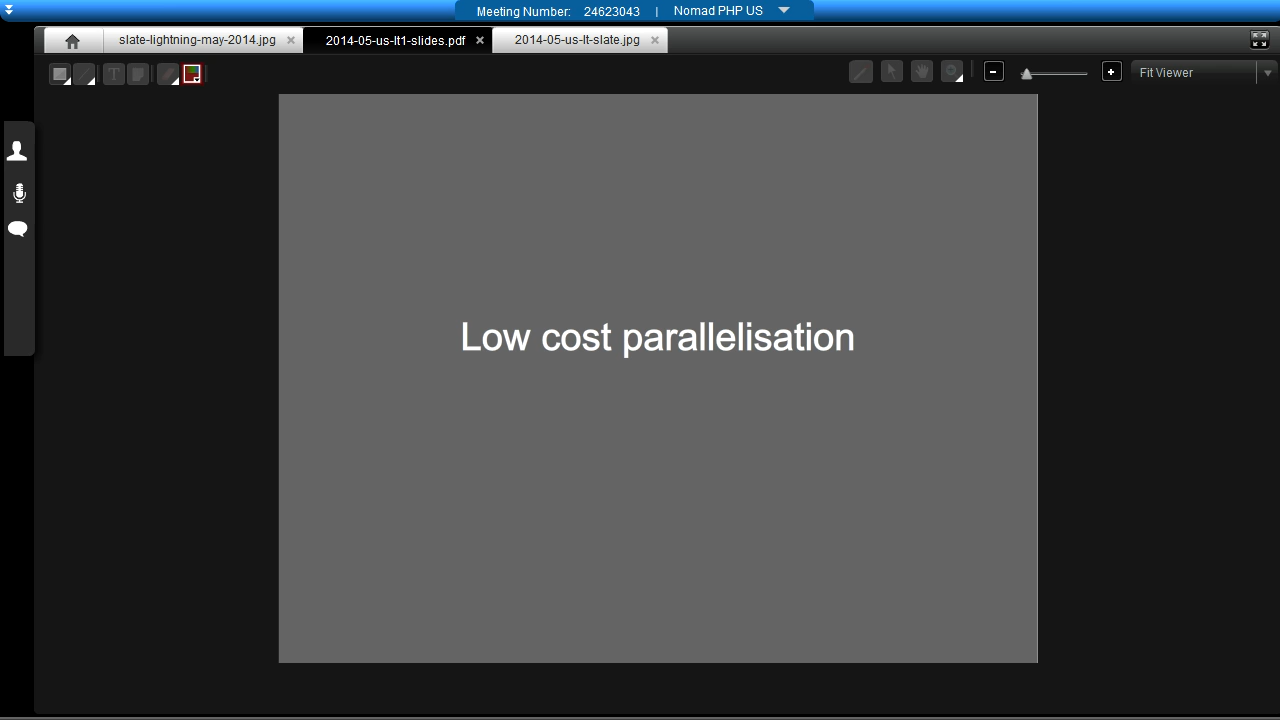 Meeting Number: 24623043 | Nomad PHP US
slate-lightning-may-2014.jpg
2014-05-us-lt1-slides.pdf
2014-05-us-lt-slate.jpg
T
Fit Viewer
Low cost parallelisation